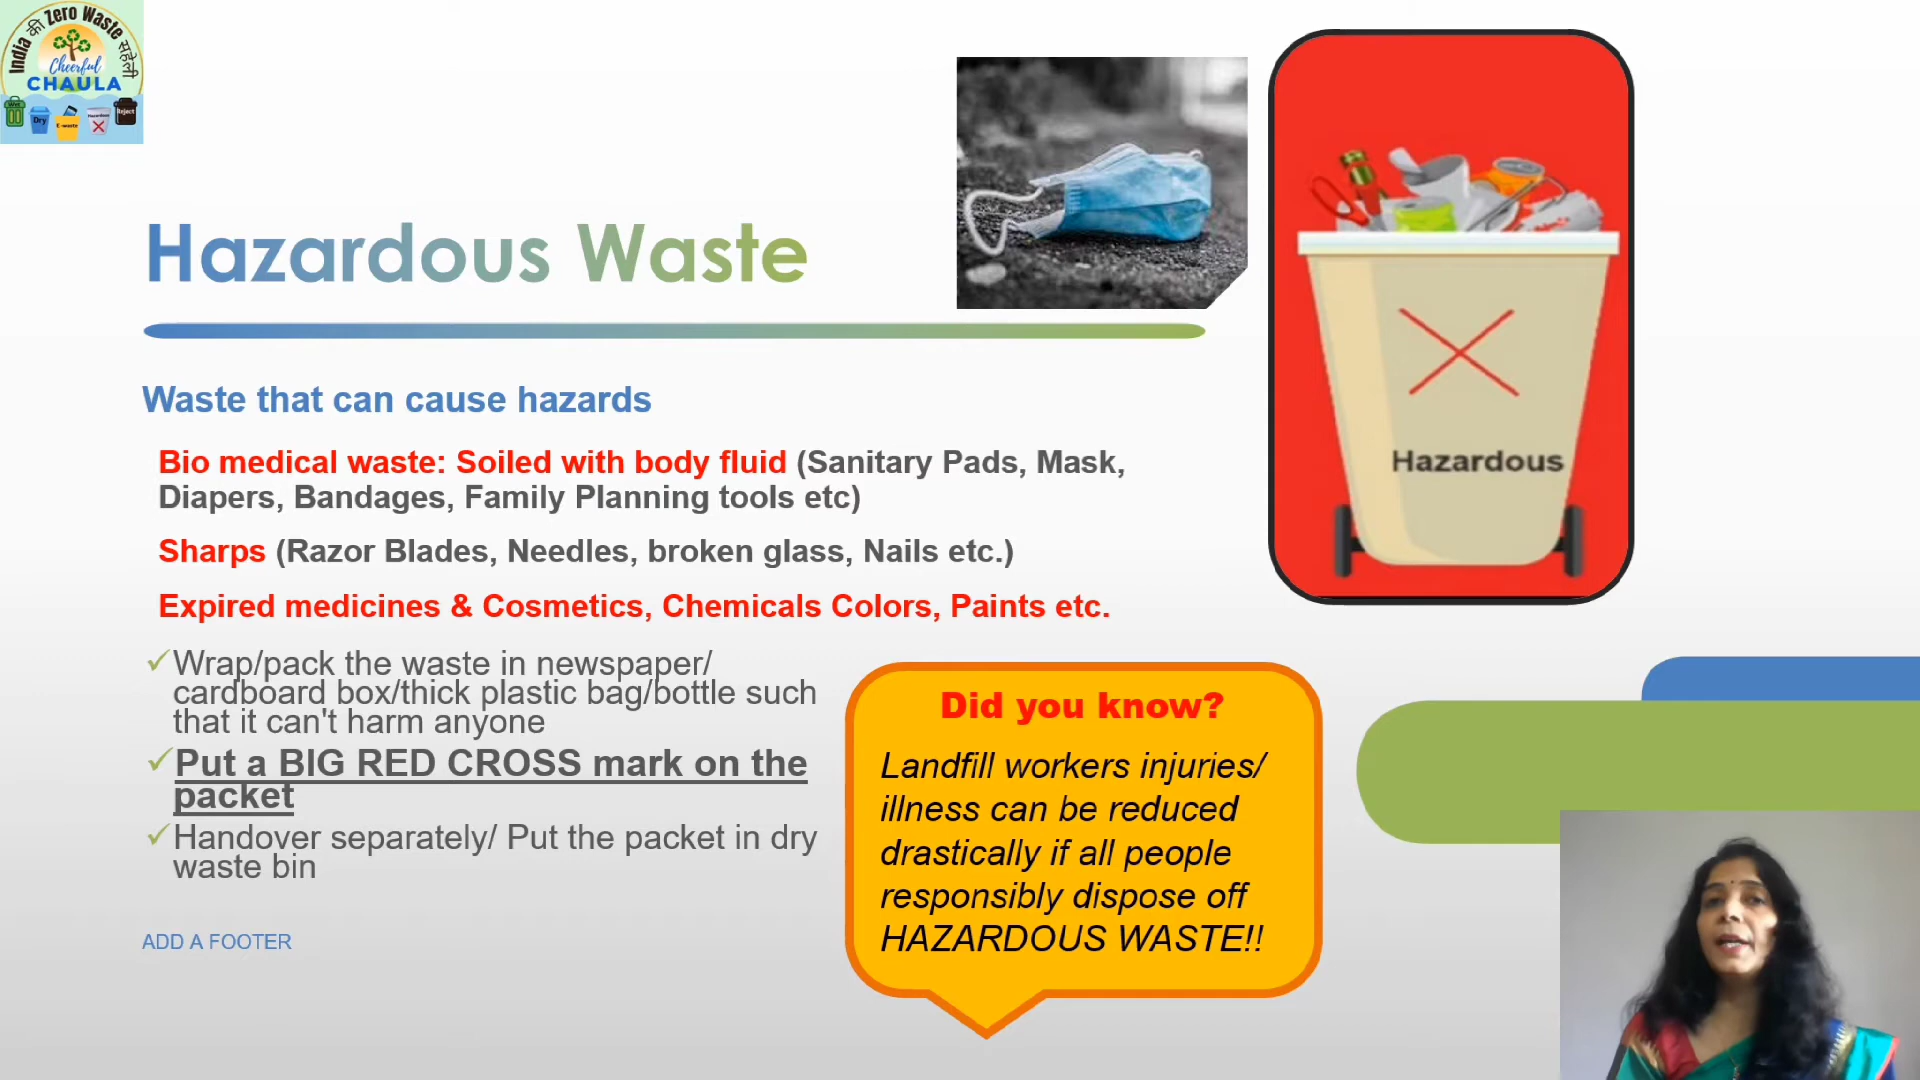 India की Zero Waste सहेली
Cheerful
CHAULA
Wet
Dry
E-waste
Hazardous
Reject
Hazardous Waste
Waste that can cause hazards
Bio medical waste: Soiled with body fluid (Sanitary Pads, Mask,
Diapers, Bandages, Family Planning tools etc)
Sharps (Razor Blades, Needles, broken glass, Nails etc.)
Expired medicines & Cosmetics, Chemicals Colors, Paints etc.
Wrap/pack the waste in newspaper/
cardboard box/thick plastic bag/bottle such
that it can't harm anyone
Put a BIG RED CROSS mark on the
packet
Handover separately/ Put the packet in dry
waste bin
ADD A FOOTER
Hazardous
Did you know?
Landfill workers injuries/
illness can be reduced
drastically if all people
responsibly dispose off
HAZARDOUS WASTE!!